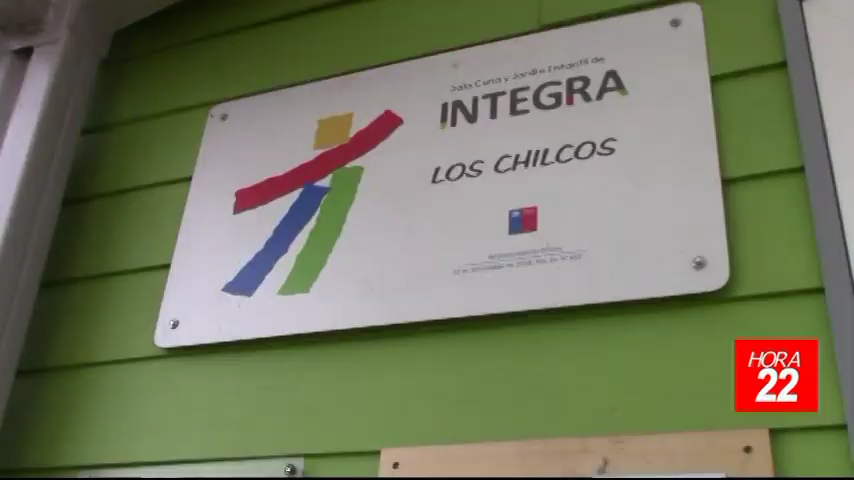 Sala Cuna y Jardín Infantil de
INTEGRA
LOS CHILCOS
HORA
22